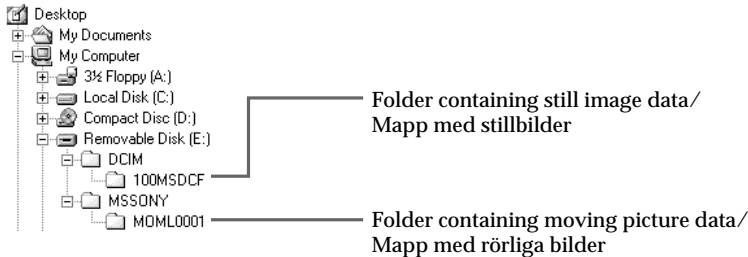 Desktop
My Documents
My Computer
3½ Floppy (A:)
Local Disk (C:)
Compact Disc (D:)
Removable Disk (E:)
DCIM
100MSDCF
MSSONY
MOML0001
Folder containing still image data/
Mapp med stillbilder
Folder containing moving picture data/
Mapp med rörliga bilder